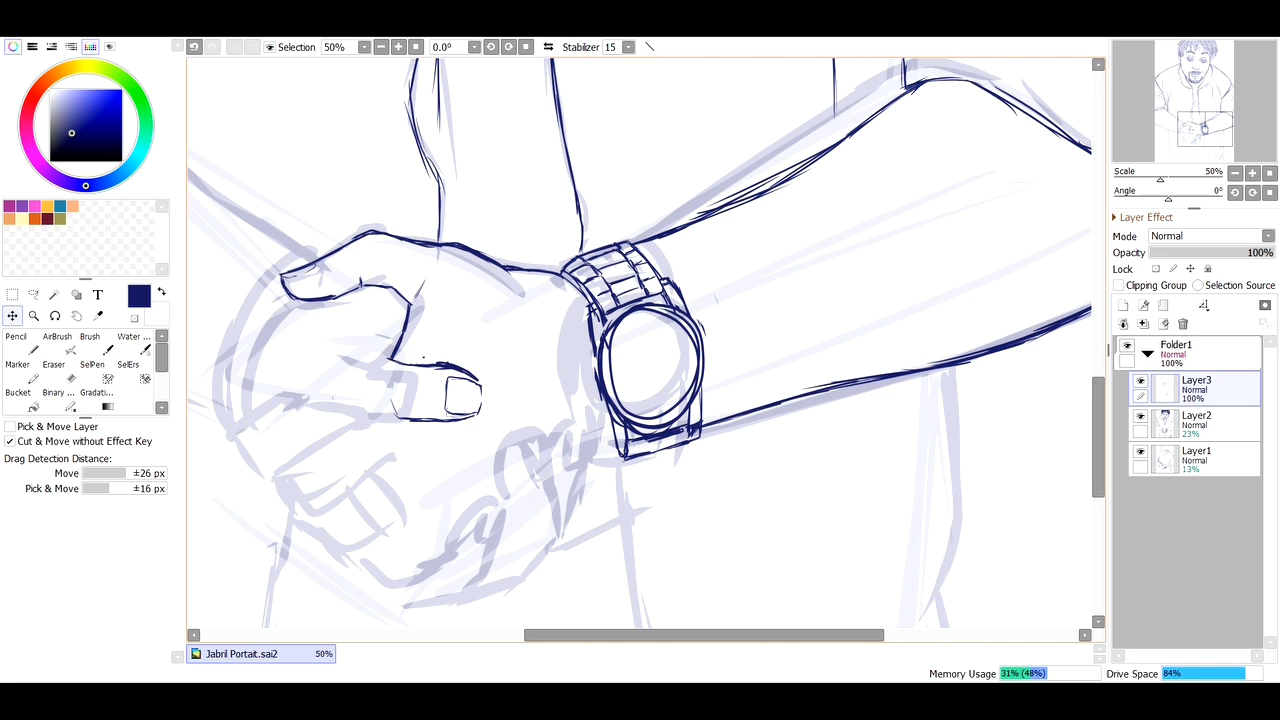 Selection 50% 0.0° Stabilizer 15
T
Pencil AirBrush Brush Water ...
Marker Eraser SelPen SelErs
Bucket Binary ... Gradati...
Pick & Move Layer
Cut & Move without Effect Key
Drag Detection Distance:
Move ±26 px
Pick & Move ±16 px
Jabril Portait.sai2 50%
Scale 50%
Angle 0°
Layer Effect
Mode Normal
Opacity 100%
Lock
Clipping Group Selection Source
Folder1
Normal
100%
Layer3
Normal
100%
Layer2
Normal
23%
Layer1
Normal
13%
Memory Usage 31% (48%) Drive Space 84%